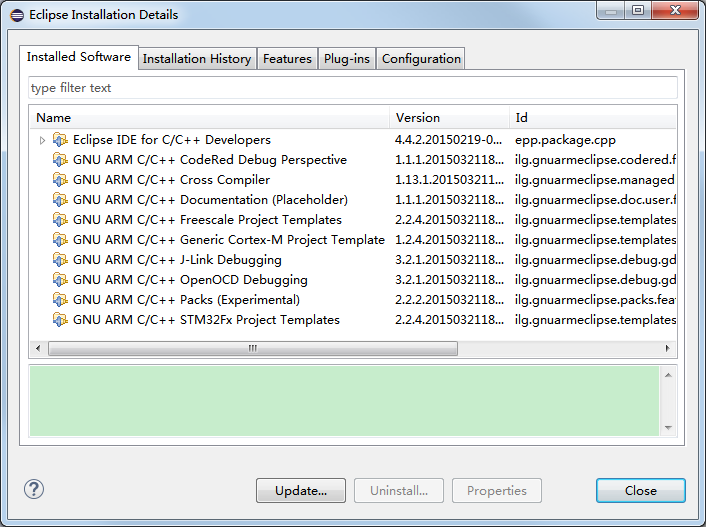 Eclipse Installation Details
Installed Software Installation History Features Plug-ins Configuration
type filter text
Name Version Id
Eclipse IDE for C/C++ Developers 4.4.2.20150219-0... epp.package.cpp
GNU ARM C/C++ CodeRed Debug Perspective 1.1.1.2015032118... ilg.gnuarmeclipse.codered.f
GNU ARM C/C++ Cross Compiler 1.13.1.201503211... ilg.gnuarmeclipse.managed
GNU ARM C/C++ Documentation (Placeholder) 1.1.1.2015032118... ilg.gnuarmeclipse.doc.user.f
GNU ARM C/C++ Freescale Project Templates 2.2.4.2015032118... ilg.gnuarmeclipse.templates
GNU ARM C/C++ Generic Cortex-M Project Template 1.2.4.2015032118... ilg.gnuarmeclipse.templates
GNU ARM C/C++ J-Link Debugging 3.2.1.2015032118... ilg.gnuarmeclipse.debug.gd
GNU ARM C/C++ OpenOCD Debugging 3.2.1.2015032118... ilg.gnuarmeclipse.debug.gd
GNU ARM C/C++ Packs (Experimental) 2.2.2.2015032118... ilg.gnuarmeclipse.packs.fea
GNU ARM C/C++ STM32Fx Project Templates 2.2.4.2015032118... ilg.gnuarmeclipse.templates
Update... Uninstall... Properties Close